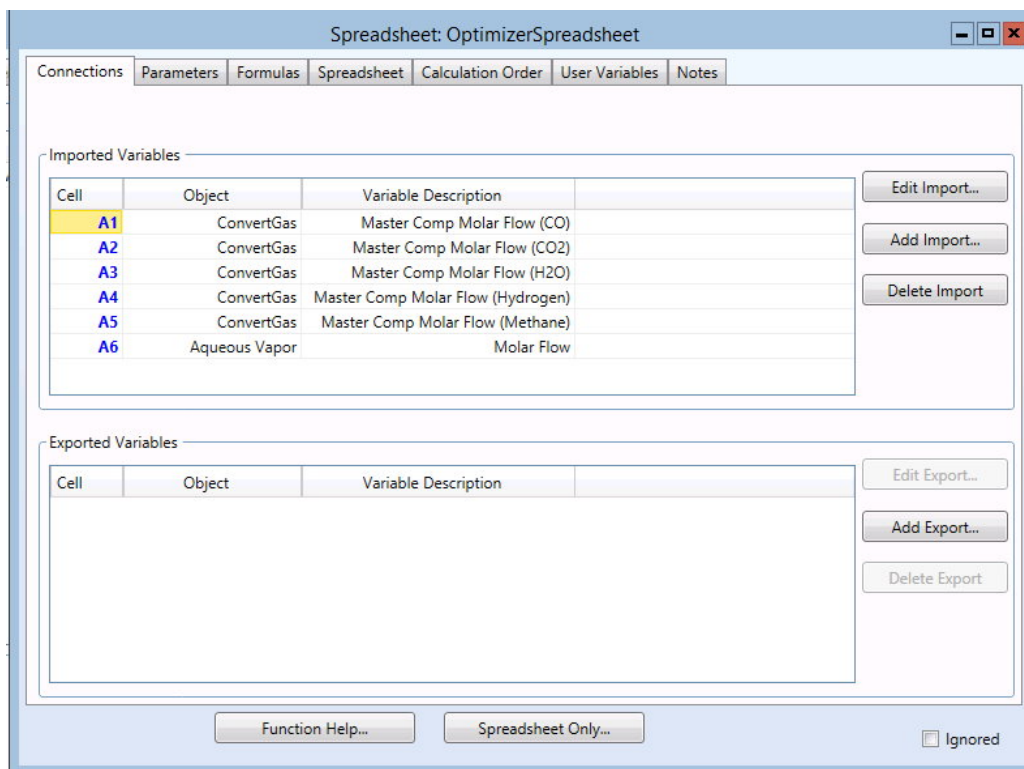 Spreadsheet: OptimizerSpreadsheet
Connections Parameters Formulas Spreadsheet Calculation Order User Variables Notes
Imported Variables
Cell Object Variable Description
A1 ConvertGas Master Comp Molar Flow (CO)
A2 ConvertGas Master Comp Molar Flow (CO2)
A3 ConvertGas Master Comp Molar Flow (H2O)
A4 ConvertGas Master Comp Molar Flow (Hydrogen)
A5 ConvertGas Master Comp Molar Flow (Methane)
A6 Aqueous Vapor Molar Flow
Edit Import...
Add Import...
Delete Import
Exported Variables
Cell Object Variable Description
Edit Export...
Add Export...
Delete Export
Function Help... Spreadsheet Only...
Ignored